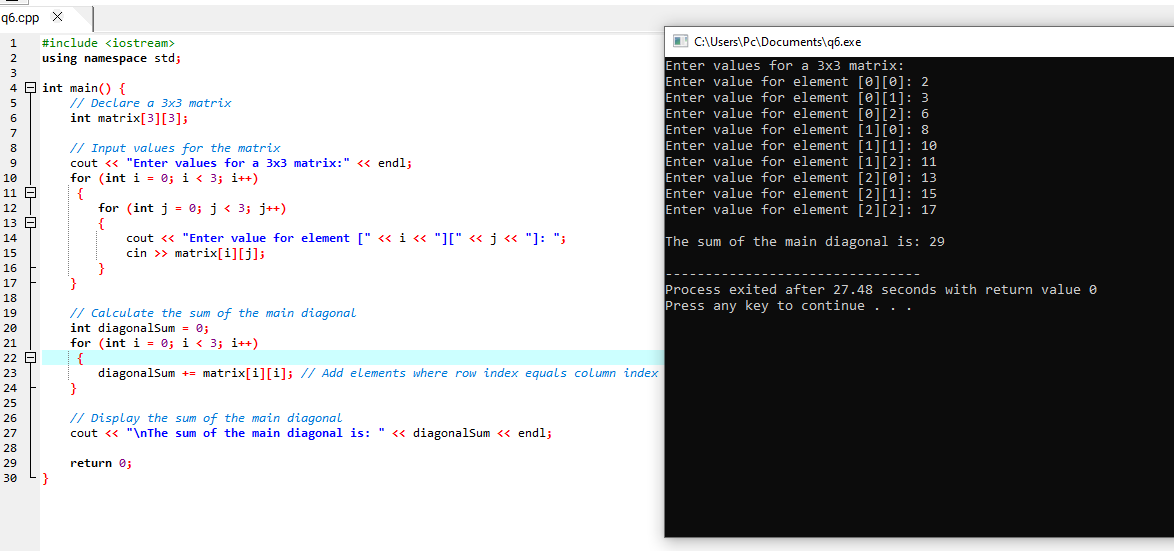 q6.cpp
1 #include <iostream>
2 using namespace std;
3
4 int main() {
5 // Declare a 3x3 matrix
6 int matrix[3][3];
7
8 // Input values for the matrix
9 cout << "Enter values for a 3x3 matrix:" << endl;
10 for (int i = 0; i < 3; i++)
11 {
12 for (int j = 0; j < 3; j++)
13 {
14 cout << "Enter value for element [" << i << "][" << j << "]: ";
15 cin >> matrix[i][j];
16 }
17 }
18
19 // Calculate the sum of the main diagonal
20 int diagonalSum = 0;
21 for (int i = 0; i < 3; i++)
22 {
23 diagonalSum += matrix[i][i]; // Add elements where row index equals column index
24 }
25
26 // Display the sum of the main diagonal
27 cout << "\nThe sum of the main diagonal is: " << diagonalSum << endl;
28
29 return 0;
30 }
C:\Users\Pc\Documents\q6.exe
Enter values for a 3x3 matrix:
Enter value for element [0][0]: 2
Enter value for element [0][1]: 3
Enter value for element [0][2]: 6
Enter value for element [1][0]: 8
Enter value for element [1][1]: 10
Enter value for element [1][2]: 11
Enter value for element [2][0]: 13
Enter value for element [2][1]: 15
Enter value for element [2][2]: 17
The sum of the main diagonal is: 29
--------------------------------
Process exited after 27.48 seconds with return value 0
Press any key to continue . . .